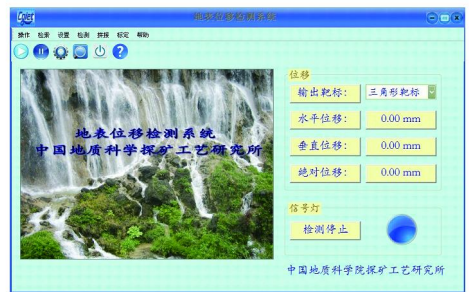 Cgiet
地表位移检测系统
操作 检索 设置 检测 拼报 标定 帮助
地表位移检测系统
中国地质科学探矿工艺研究所
位移
输出靶标： 三角形靶标
水平位移： 0.00 mm
垂直位移： 0.00 mm
绝对位移： 0.00 mm
信号灯
检测停止
中国地质科学院探矿工艺研究所